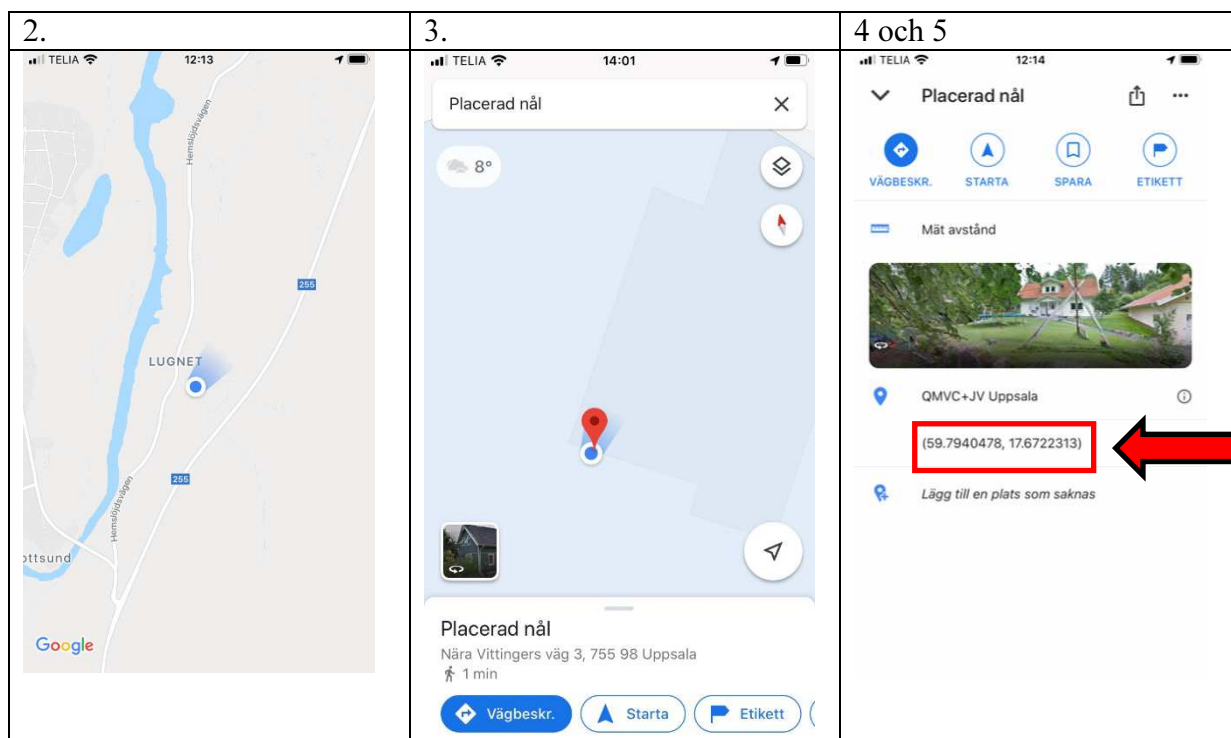 2.
3.
4 och 5
TELIA 12:13
Hemslöjdsvägen
255
LUGNET
255
Hemslöjdsvägen
ottsund
Google
TELIA 14:01
Placerad nål
8°
Placerad nål
Nära Vittingers väg 3, 755 98 Uppsala
1 min
Vägbeskr. Starta Etikett
TELIA 12:14
Placerad nål
VÄGBESKR. STARTA SPARA ETIKETT
Mät avstånd
QMVC+JV Uppsala
(59.7940478, 17.6722313)
Lägg till en plats som saknas